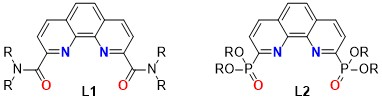 R R
N N N N
R R
O L1 O
RO OR
N N
RO P P OR
O L2 O